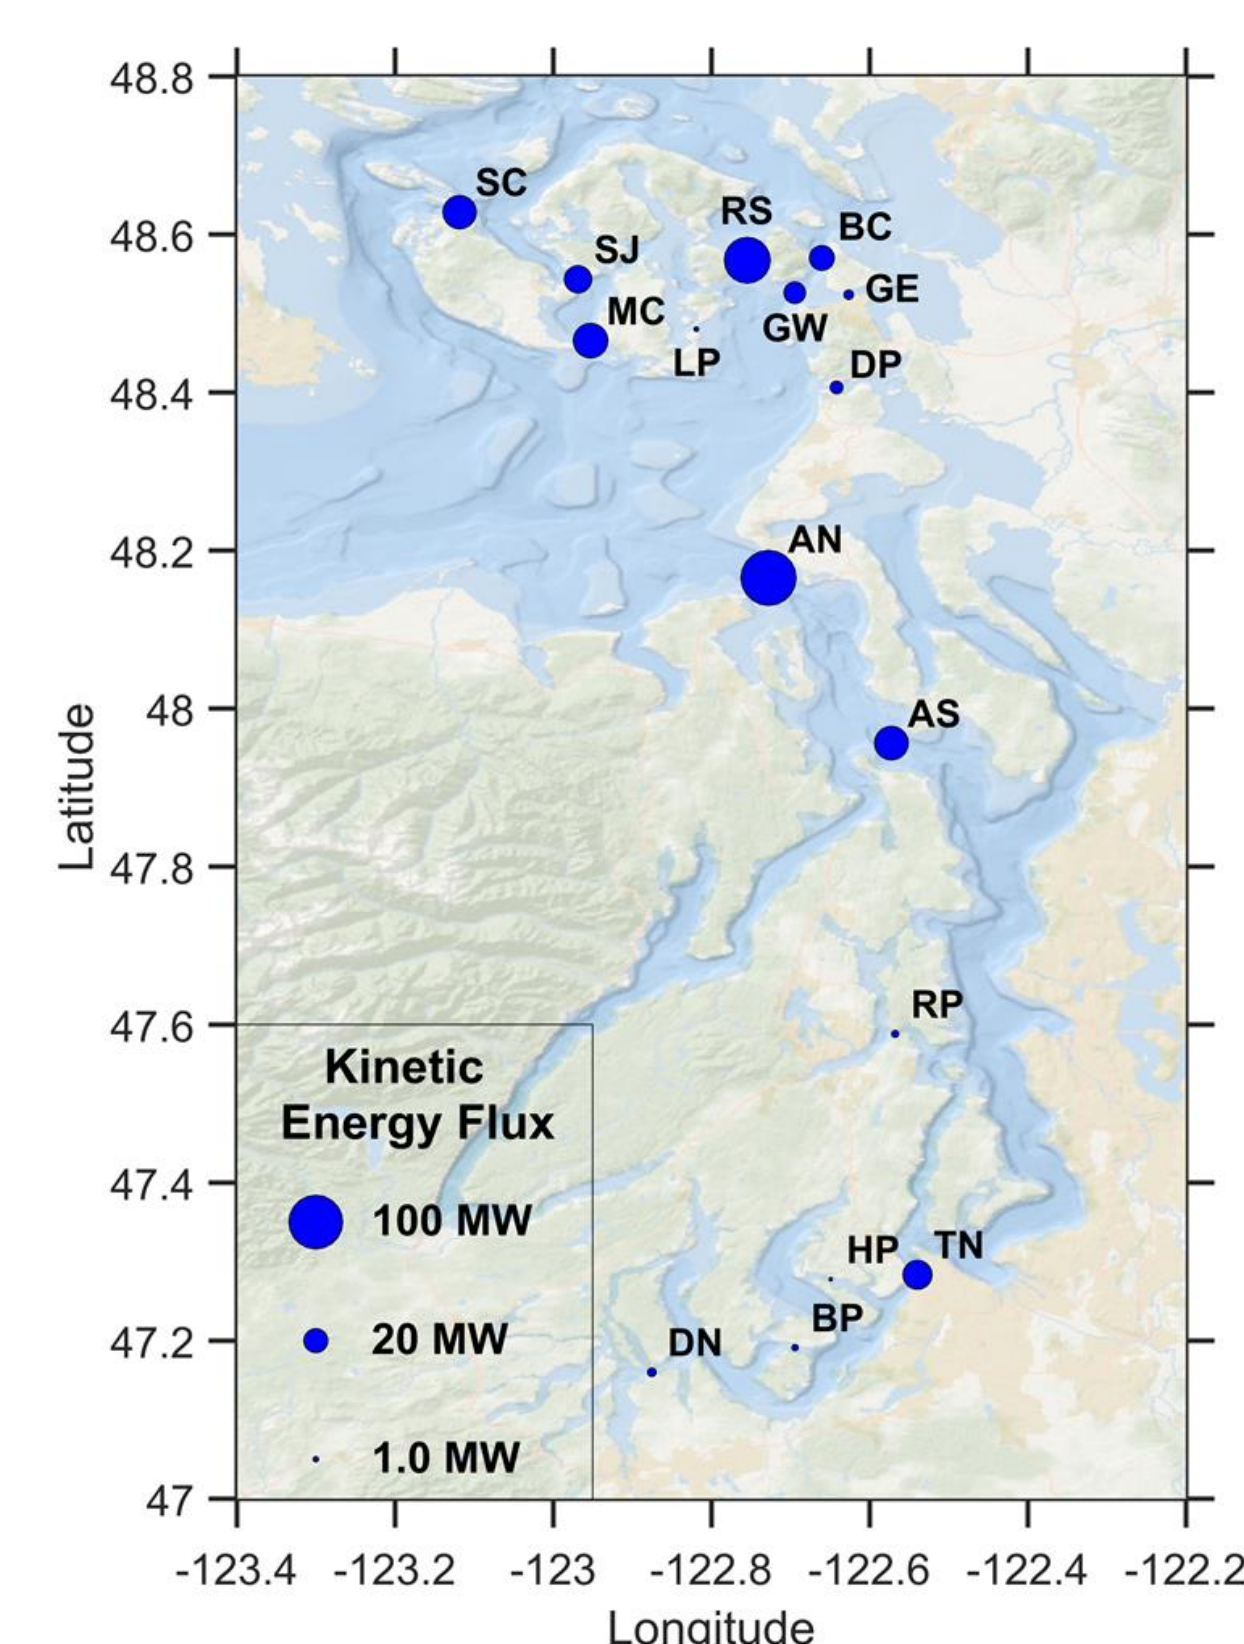 48.8
SC
RS
BC
48.6
SJ
GE
MC
GW
LP
DP
48.4
AN
48.2
AS
48
Latitude
47.8
RP
47.6
Kinetic
Energy Flux
47.4
100 MW
HP
TN
BP
20 MW
DN
47.2
1.0 MW
47
-123.4 -123.2 -123 -122.8 -122.6 -122.4 -122.2
Longitude